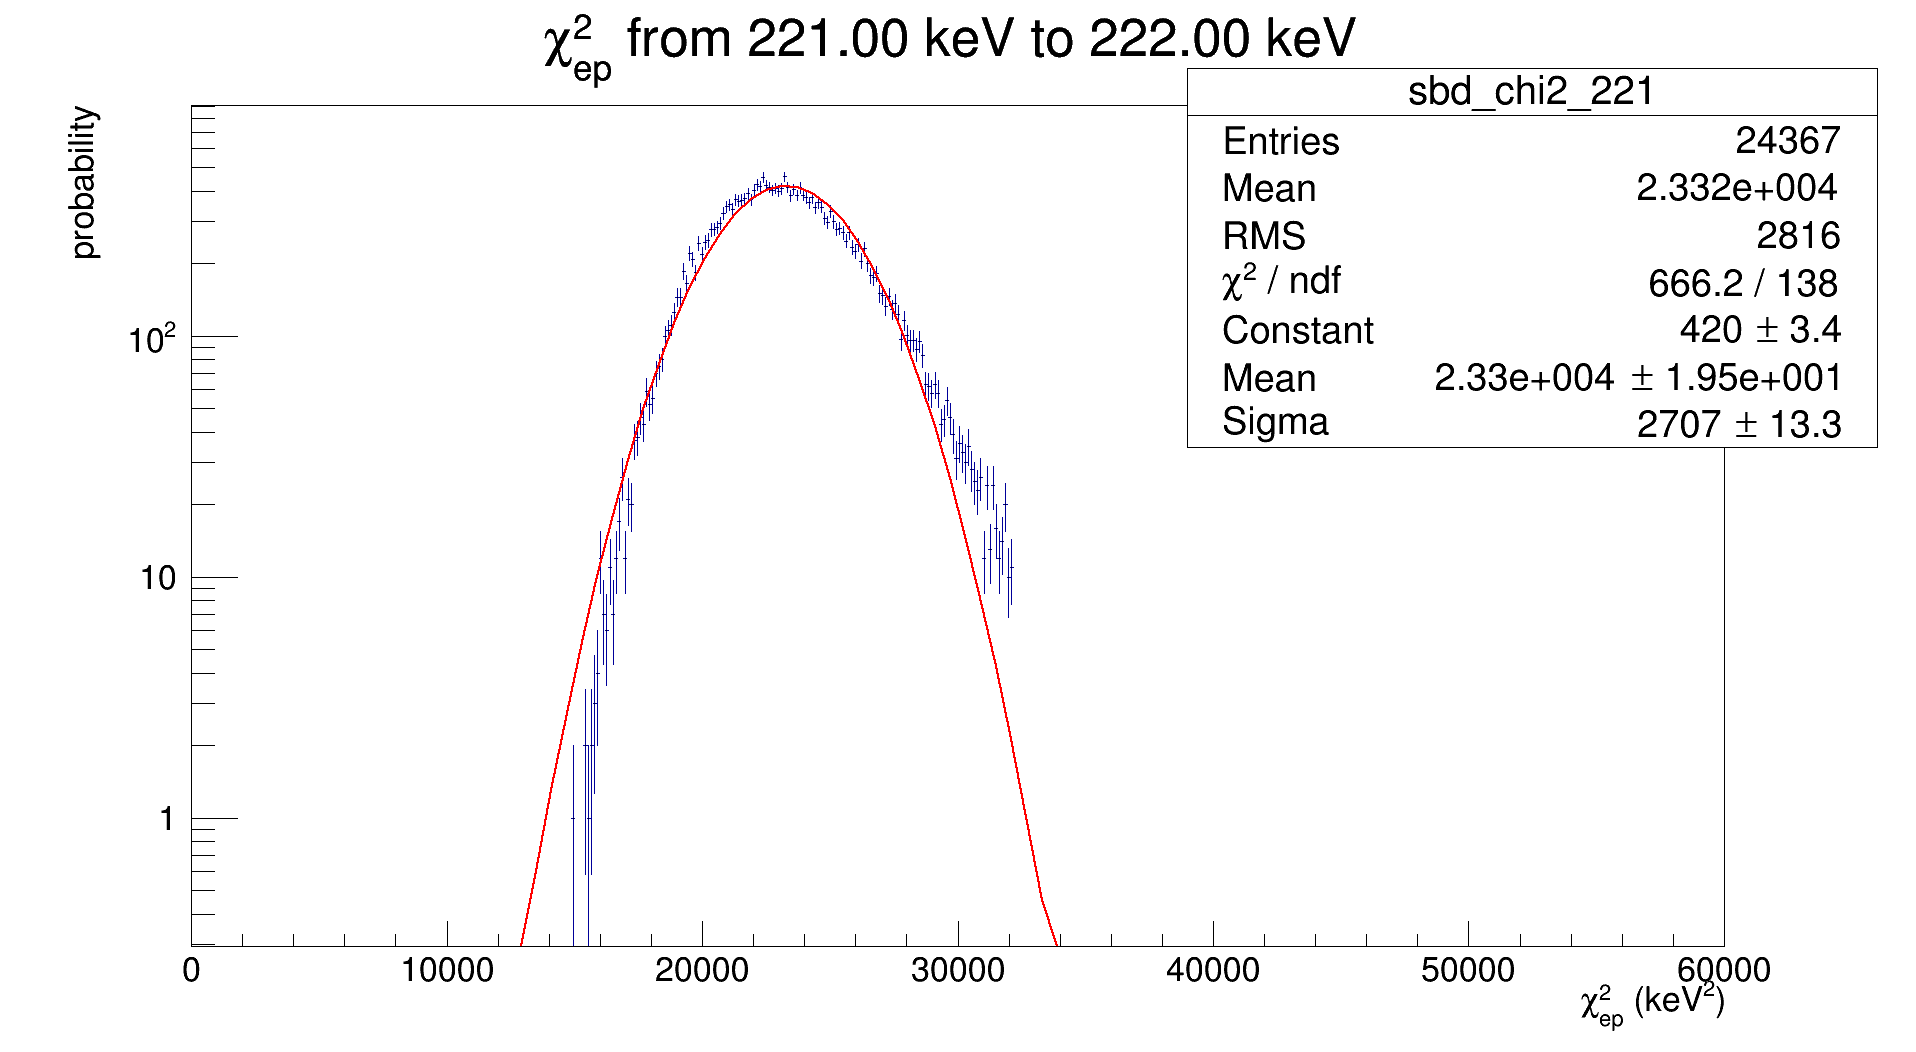 χ²ep from 221.00 keV to 222.00 keV
sbd_chi2_221
Entries 24367
Mean 2.332e+004
RMS 2816
χ² / ndf 666.2 / 138
Constant 420 ± 3.4
Mean 2.33e+004 ± 1.95e+001
Sigma 2707 ± 13.3
probability
10²
10
1
0 10000 20000 30000 40000 50000 60000
χ²ep (keV²)